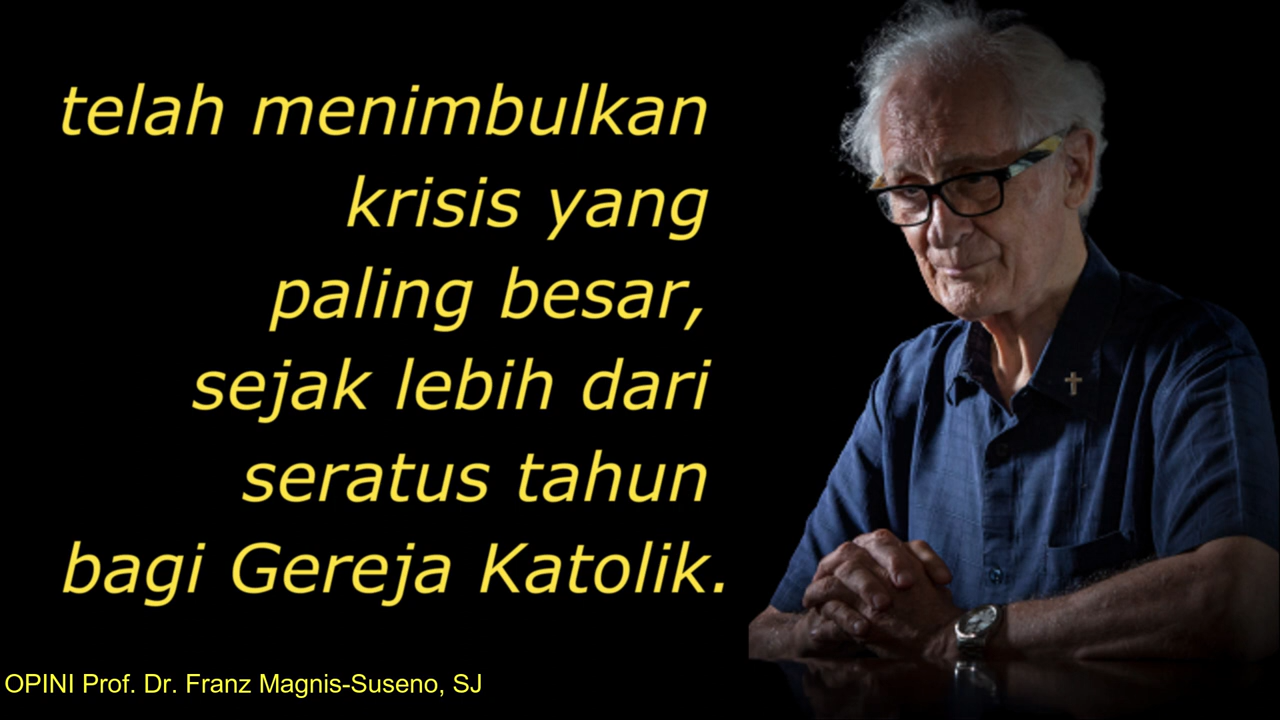 telah menimbulkan
krisis yang
paling besar,
sejak lebih dari
seratus tahun
bagi Gereja Katolik.
OPINI Prof. Dr. Franz Magnis-Suseno, SJ